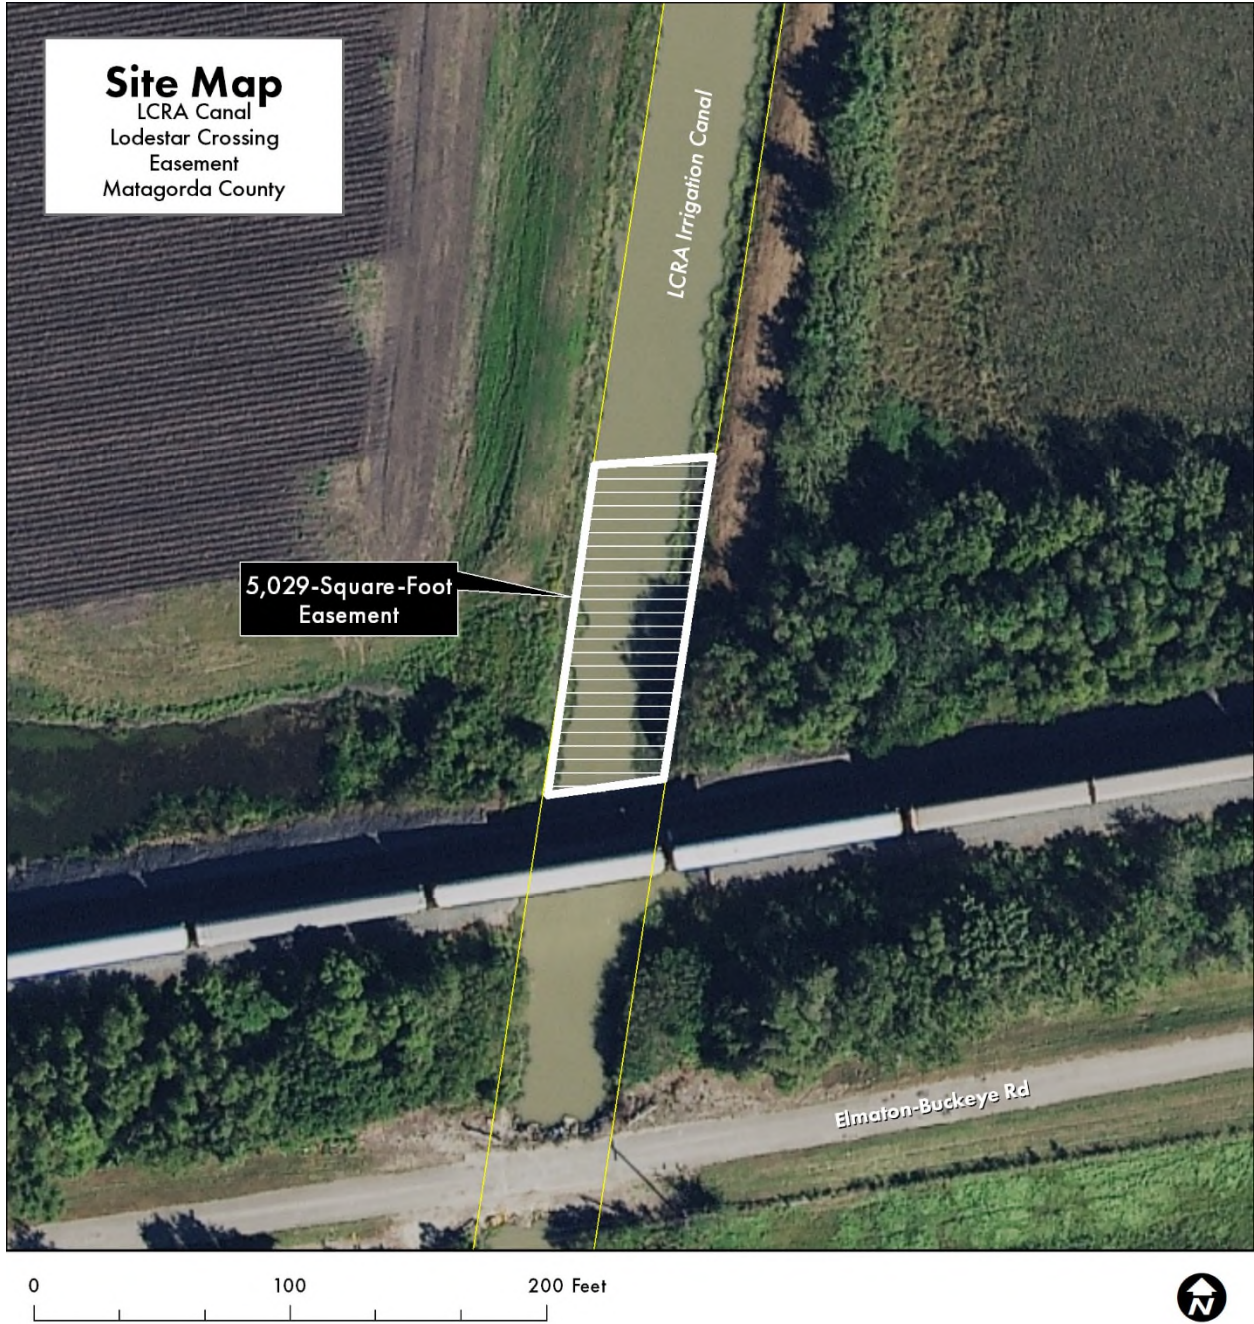 Site Map
LCRA Canal
Lodestar Crossing
Easement
Matagorda County
LCRA Irrigation Canal
5,029-Square-Foot
Easement
Elmaton-Buckeye Rd
0 100 200 Feet
N